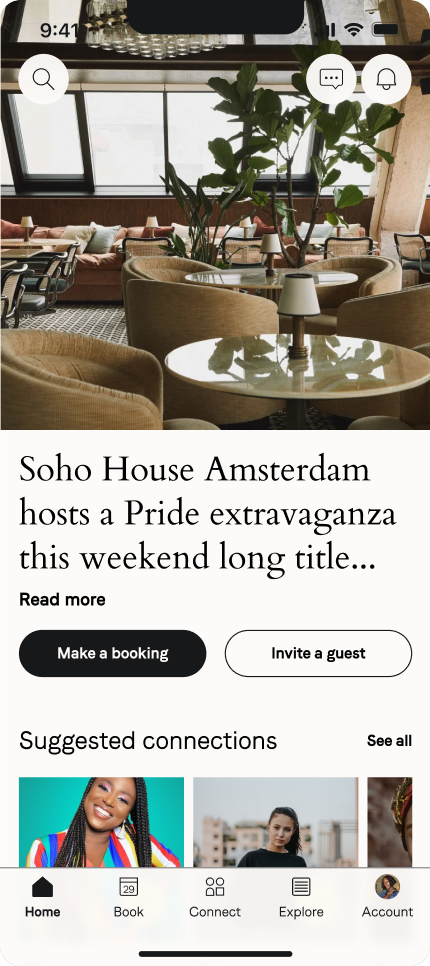 9:41
Soho House Amsterdam
hosts a Pride extravaganza
this weekend long title...
Read more
Make a booking
Invite a guest
Suggested connections
See all
29
Home
Book
Connect
Explore
Account